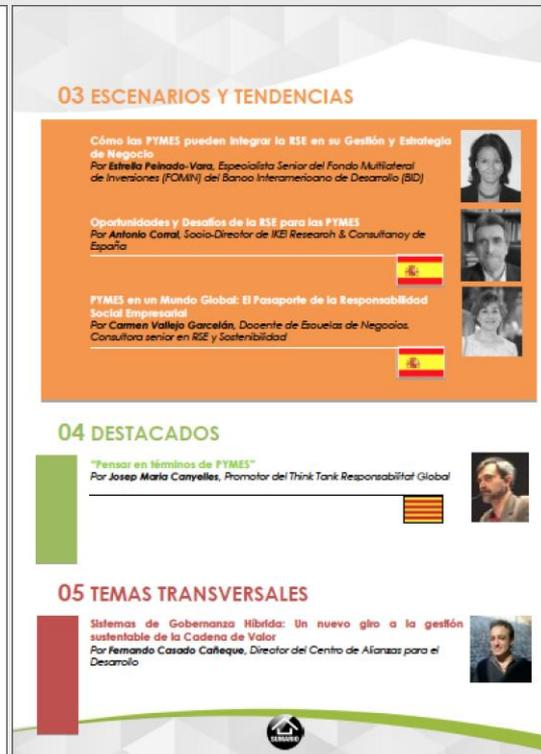 03 ESCENARIOS Y TENDENCIAS
Cómo las PYMES pueden Integrar la RSE en su Gestión y Estrategia
de Negocio
Por Estrella Peinado-Vara, Especialista Senior del Fondo Multilateral
de Inversiones (FOMIN) del Banco Interamericano de Desarrollo (BID)
Oportunidades y Desafíos de la RSE para las PYMES
Por Antonio Corral, Socio-Director de IKEI Research & Consultancy de
España
PYMES en un Mundo Global: El Pasaporte de la Responsabilidad
Social Empresarial
Por Carmen Vallejo Garcelán, Docente de Escuelas de Negocios.
Consultora senior en RSE y Sostenibilidad
04 DESTACADOS
"Pensar en términos de PYMES"
Por Josep Maria Canyelles, Promotor del Think Tank Responsabilitat Global
05 TEMAS TRANSVERSALES
Sistemas de Gobernanza Híbrida: Un nuevo giro a la gestión
sustentable de la Cadena de Valor
Por Fernando Casado Cañeque, Director del Centro de Alianzas para el
Desarrollo
SUMARIO